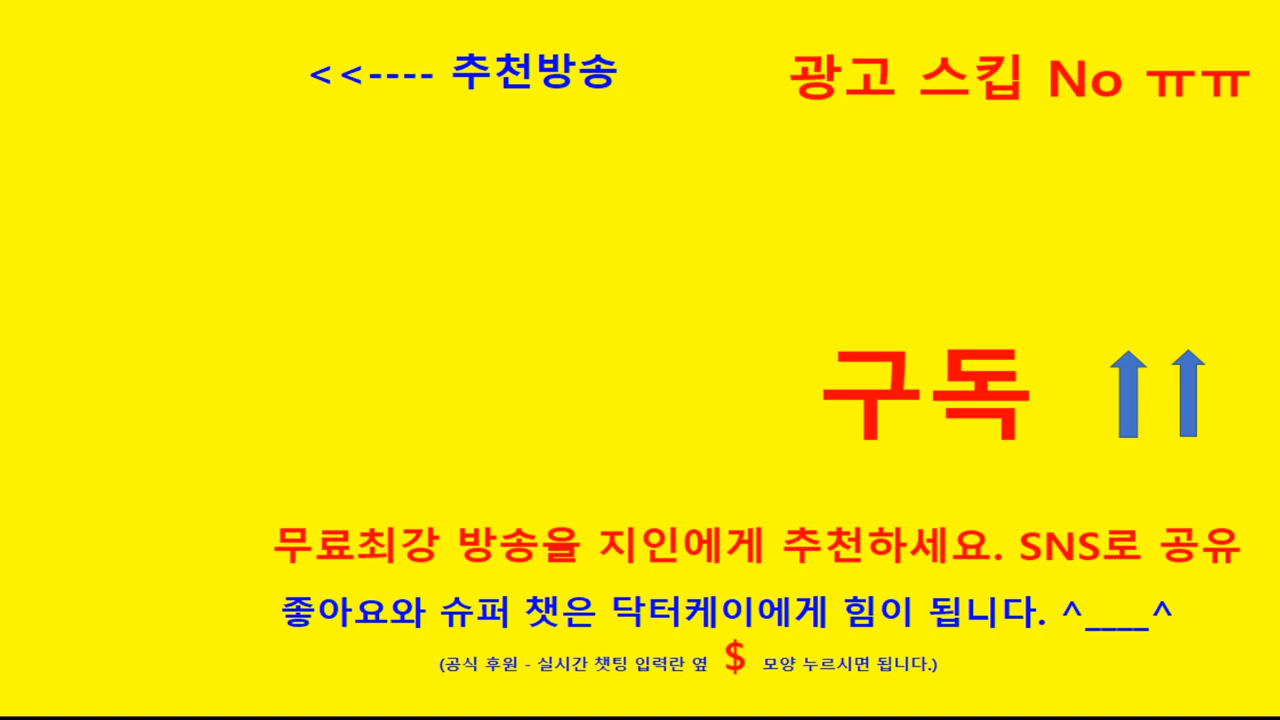 <<---- 추천방송
광고 스킵 No ㅠㅠ
구독
무료최강 방송을 지인에게 추천하세요. SNS로 공유
좋아요와 슈퍼 챗은 닥터케이에게 힘이 됩니다. ^____^
(공식 후원 - 실시간 챗팅 입력란 옆 $ 모양 누르시면 됩니다.)